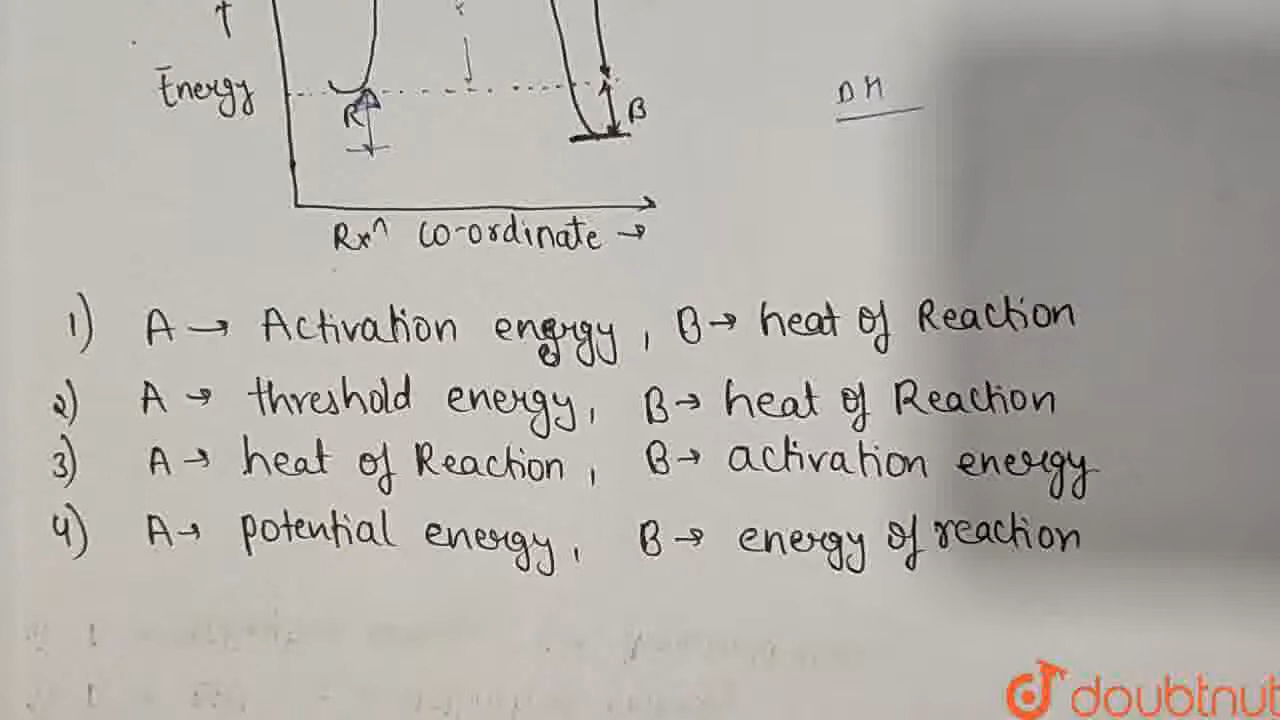 Energy
R
B
ΔH
Rxⁿ co-ordinate →
1) A → Activation energy, B → heat of Reaction
2) A → threshold energy, B → heat of Reaction
3) A → heat of Reaction, B → activation energy
4) A → potential energy, B → energy of reaction
doubtnut